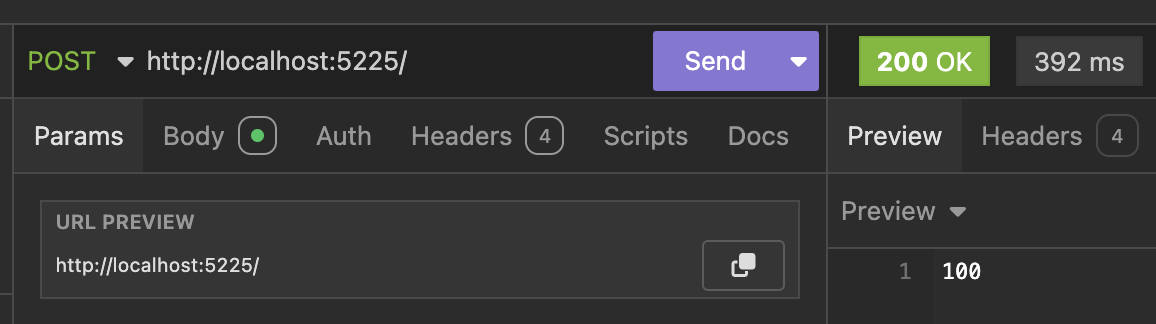 POST http://localhost:5225/ Send 200 OK 392 ms
Params Body Auth Headers 4 Scripts Docs Preview Headers 4
URL PREVIEW
http://localhost:5225/
Preview
1 100